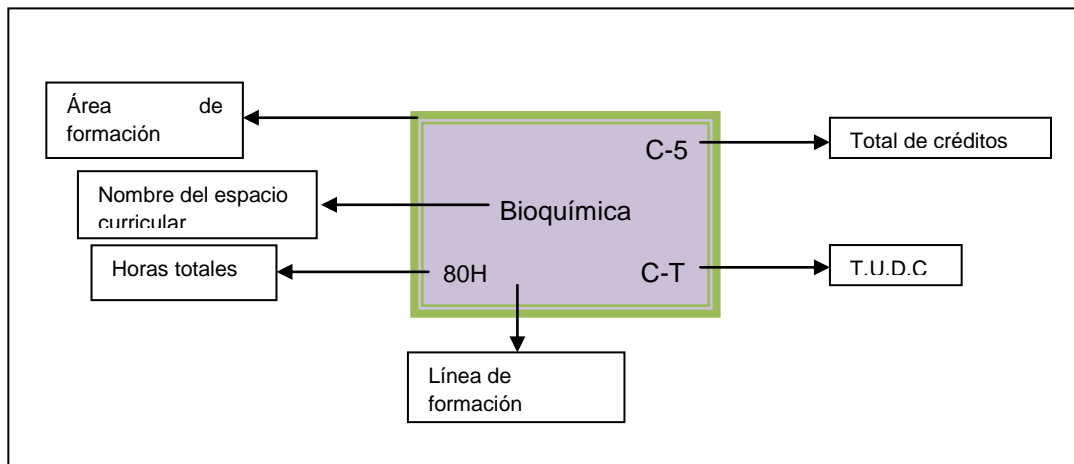 Área de
formación
C-5
Total de créditos
Nombre del espacio
curricular
Bioquímica
Horas totales
80H
C-T
T.U.D.C
Línea de
formación